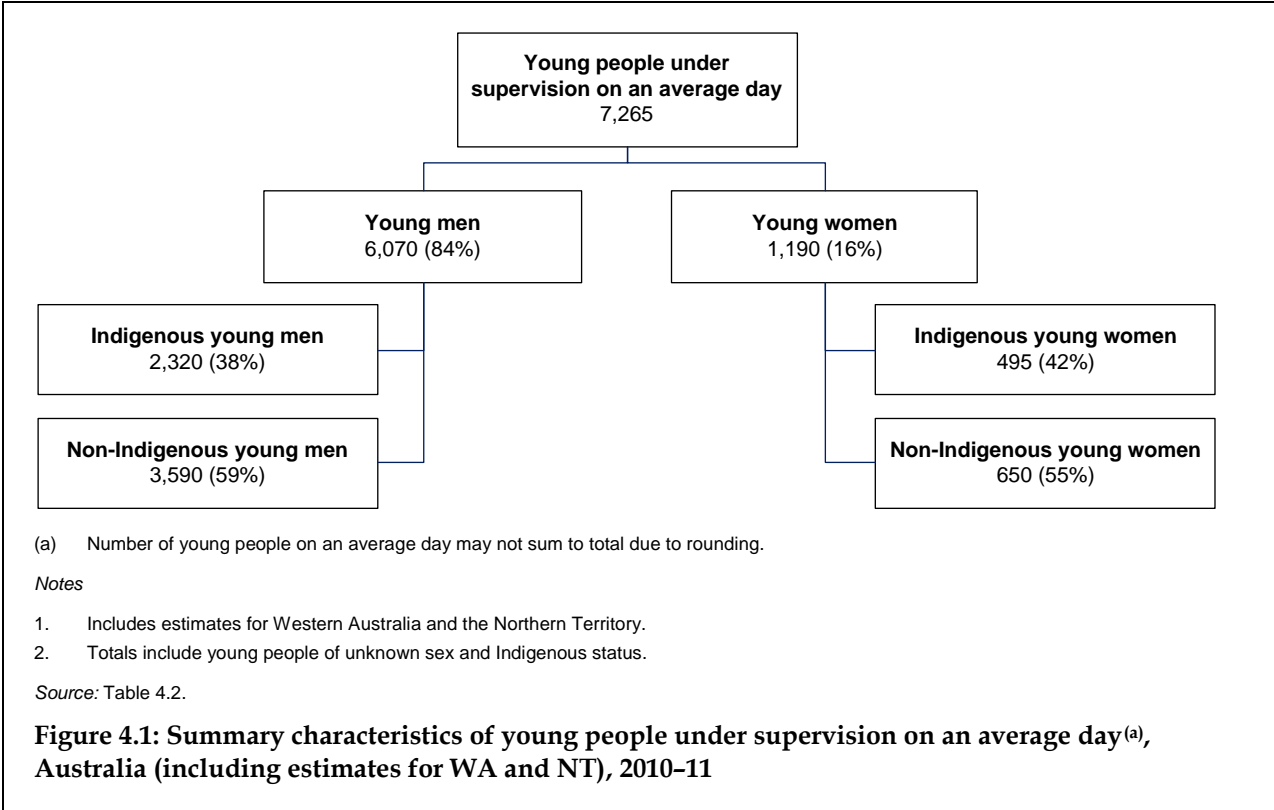 Young people under
supervision on an average day
7,265
Young men
6,070 (84%)
Young women
1,190 (16%)
Indigenous young men
2,320 (38%)
Indigenous young women
495 (42%)
Non-Indigenous young men
3,590 (59%)
Non-Indigenous young women
650 (55%)
(a) Number of young people on an average day may not sum to total due to rounding.
Notes
1. Includes estimates for Western Australia and the Northern Territory.
2. Totals include young people of unknown sex and Indigenous status.
Source: Table 4.2.
Figure 4.1: Summary characteristics of young people under supervision on an average day(a),
Australia (including estimates for WA and NT), 2010–11